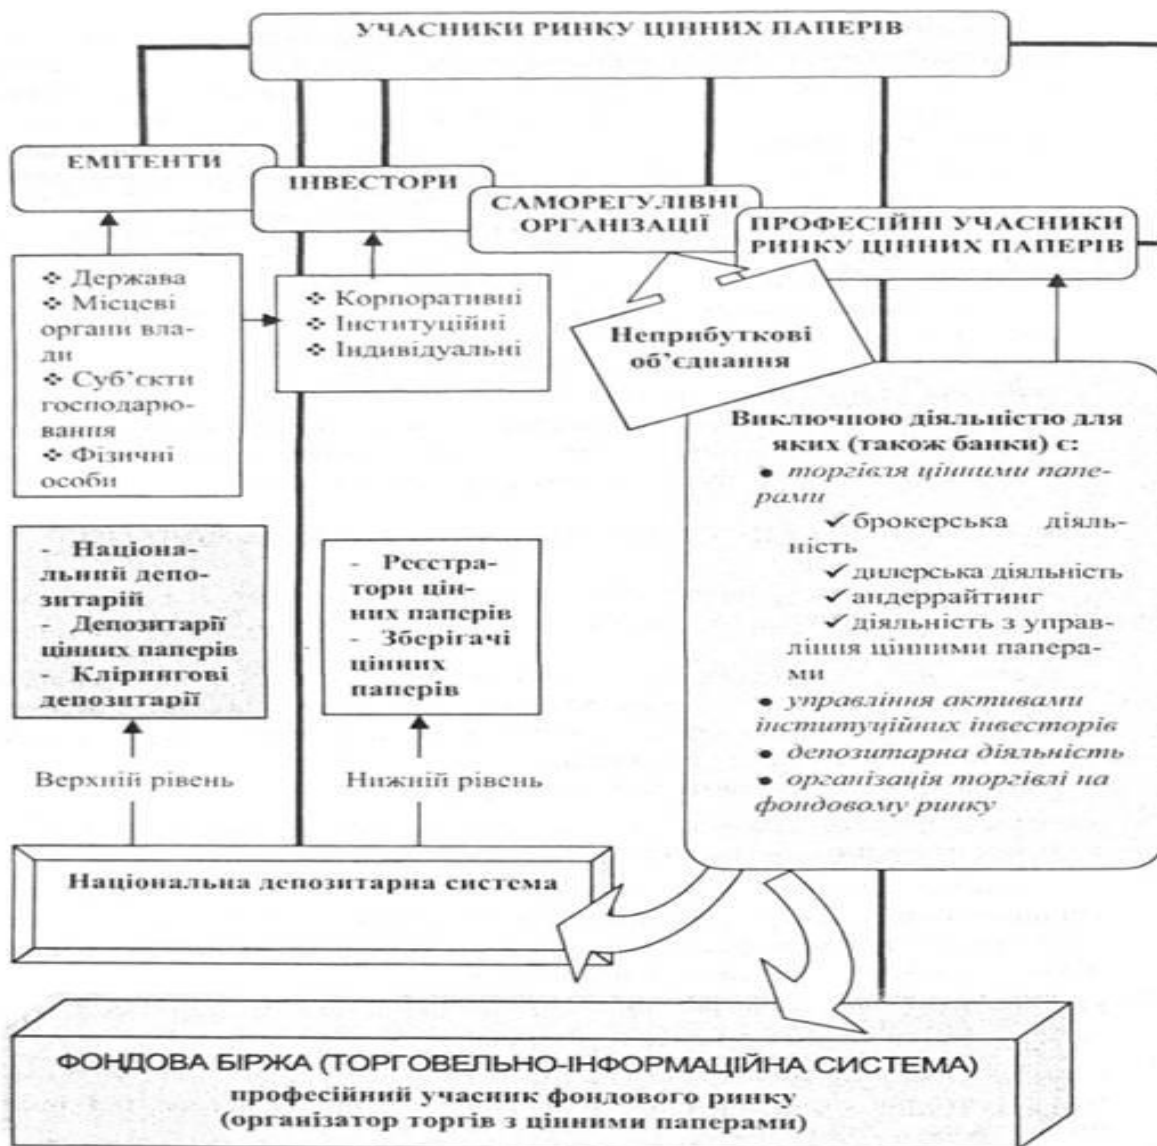 УЧАСНИКИ РИНКУ ЦІННИХ ПАПЕРІВ
ЕМІТЕНТИ
ІНВЕСТОРИ
САМОРЕГУЛІВНІ
ОРГАНІЗАЦІЇ
ПРОФЕСІЙНІ УЧАСНИКИ
РИНКУ ЦІННИХ ПАПЕРІВ
❖ Держава
❖ Місцеві
органи вла-
ди
❖ Суб’єкти
господарю-
вання
❖ Фізичні
особи
❖ Корпоративні
❖ Інституційні
❖ Індивідуальні
Неприбуткові
об’єднання
Виключною діяльністю для
яких (також банки) є:
• торгівля цінними папе-
рами
✓ брокерська діяль-
ність
✓ дилерська діяльність
✓ андеррайтинг
✓ діяльність з управ-
ління цінними папера-
ми
• управління активами
інституційних інвесторів
• депозитарна діяльність
• організація торгівлі на
фондовому ринку
- Націона-
льний депо-
зитарій
- Депозитарії
цінних паперів
- Клірингові
депозитарії
- Реєстра-
тори цін-
них паперів
- Зберігачі
цінних
паперів
Верхній рівень
Нижній рівень
Національна депозитарна система
ФОНДОВА БІРЖА (ТОРГОВЕЛЬНО-ІНФОРМАЦІЙНА СИСТЕМА)
професійний учасник фондового ринку
(організатор торгів з цінними паперами)